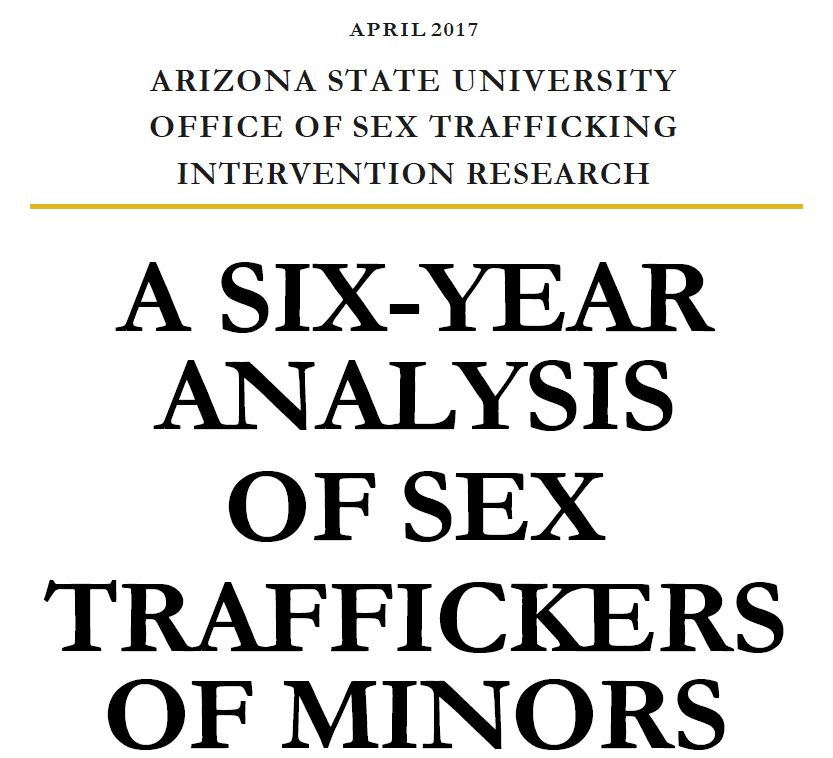 APRIL 2017
ARIZONA STATE UNIVERSITY
OFFICE OF SEX TRAFFICKING
INTERVENTION RESEARCH
A SIX-YEAR
ANALYSIS
OF SEX
TRAFFICKERS
OF MINORS